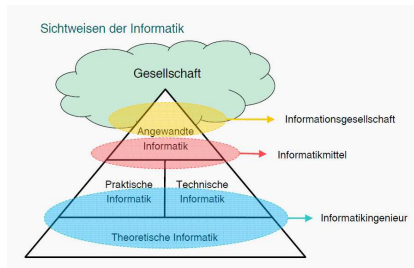 Sichtweisen der Informatik
Gesellschaft
Informationsgesellschaft
Angewandte
Informatik
Informatikmittel
Praktische
Informatik
Technische
Informatik
Informatikingenieur
Theoretische Informatik